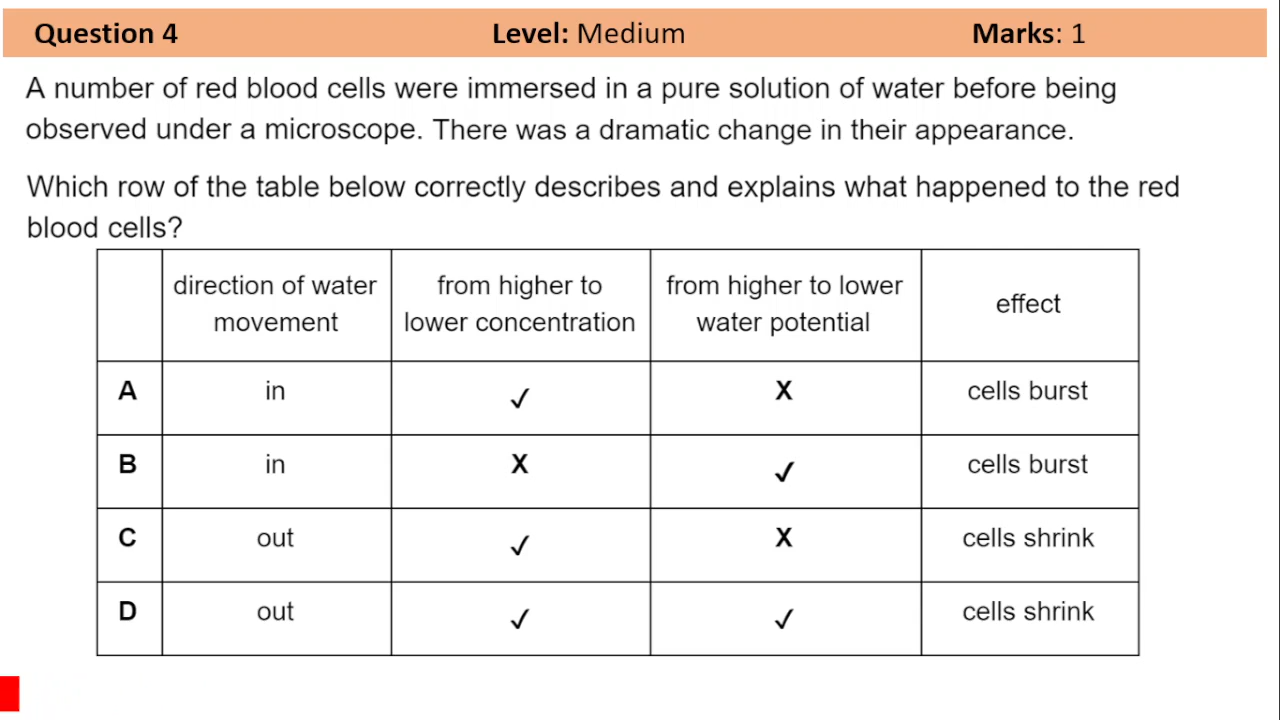 Question 4 Level: Medium Marks: 1
A number of red blood cells were immersed in a pure solution of water before being
observed under a microscope. There was a dramatic change in their appearance.
Which row of the table below correctly describes and explains what happened to the red
blood cells?
direction of water movement from higher to lower concentration from higher to lower water potential effect
A in ✓ X cells burst
B in X ✓ cells burst
C out ✓ X cells shrink
D out ✓ ✓ cells shrink